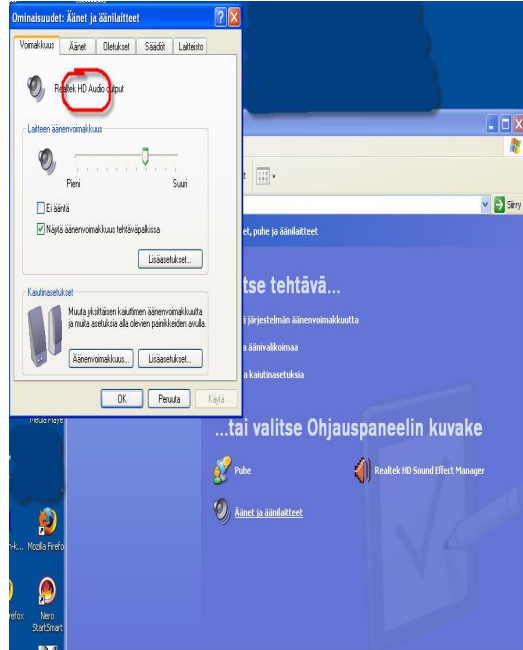 Ominaisuudet: Äänet ja äänilaitteet
Voimakkuus Äänet Oletukset Säädöt Laitteisto
Realtek HD Audio output
Laitteen äänenvoimakkuus
Pieni Suuri
Ei ääntä
Näytä äänenvoimakkuus tehtäväpalkissa
Lisäasetukset...
Kaiutinasetukset
Muuta yksittäisen kaiuttimen äänenvoimakkuutta
ja muita asetuksia alla olevien painikkeiden avulla.
Äänenvoimakkuus... Lisäasetukset...
OK Peruuta Käytä
Siirry
et, puhe ja äänilaitteet
tse tehtävä...
järjestelmän äänenvoimakkuutta
a äänivalikoimaa
a kaiutinasetuksia
...tai valitse Ohjauspaneelin kuvake
Puhe Realtek HD Sound Effect Manager
Äänet ja äänilaitteet
Media Playe
Mozilla Firefo
refox Nero
StartSmart